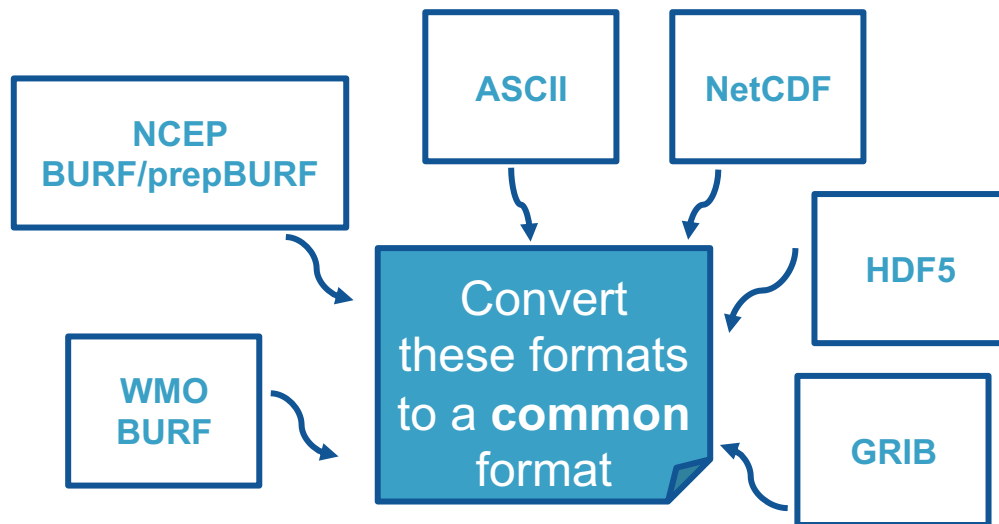 ASCII
NetCDF
NCEP
BURF/prepBURF
HDF5
Convert
these formats
to a common
format
WMO
BURF
GRIB